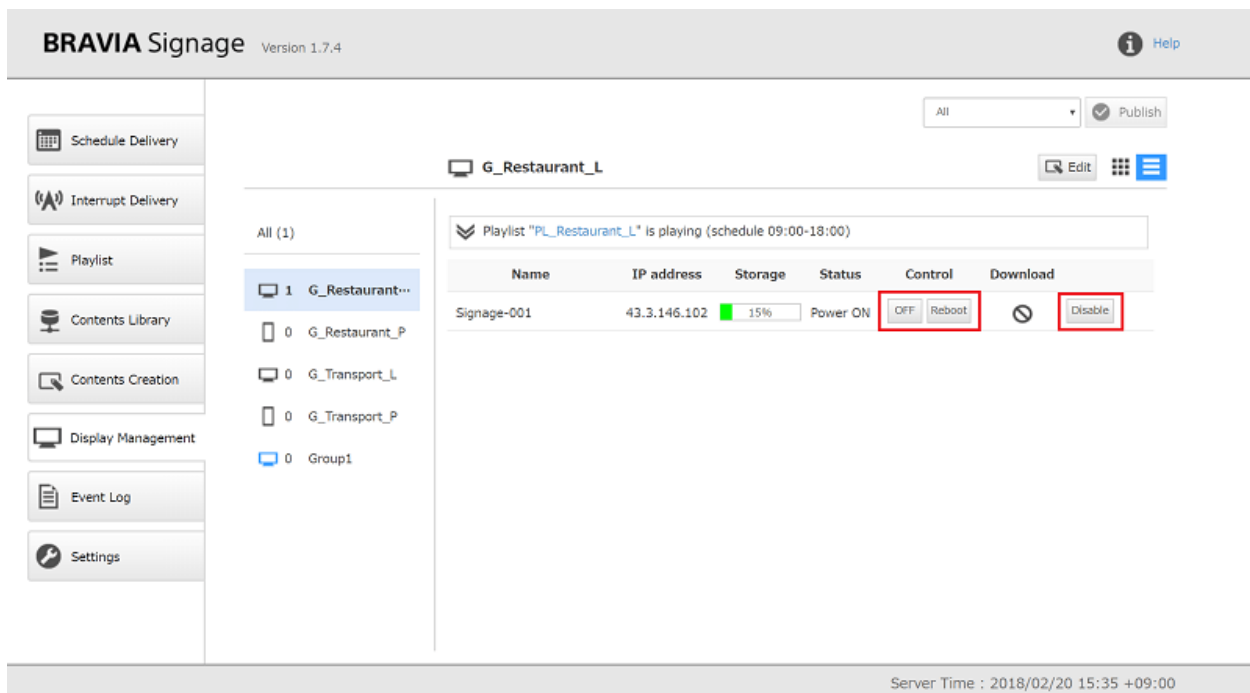 BRAVIA Signage Version 1.7.4
Help
All
Publish
Schedule Delivery
G_Restaurant_L
Edit
Interrupt Delivery
All (1)
Playlist "PL_Restaurant_L" is playing (schedule 09:00-18:00)
Playlist
Name IP address Storage Status Control Download
1 G_Restaurant···
Signage-001 43.3.146.102 15% Power ON OFF Reboot Disable
Contents Library
0 G_Restaurant_P
0 G_Transport_L
Contents Creation
0 G_Transport_P
Display Management
0 Group1
Event Log
Settings
Server Time : 2018/02/20 15:35 +09:00